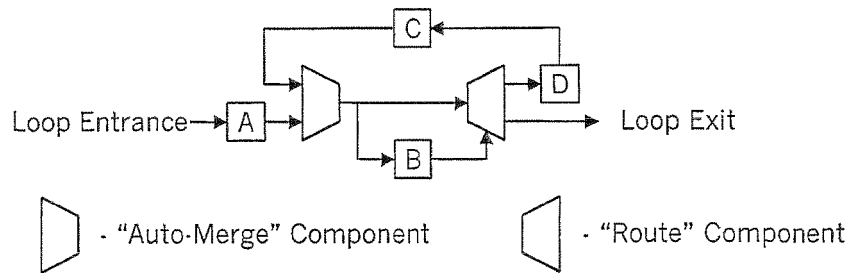 C
D
Loop Entrance
A
Loop Exit
B
- "Auto-Merge" Component
- "Route" Component